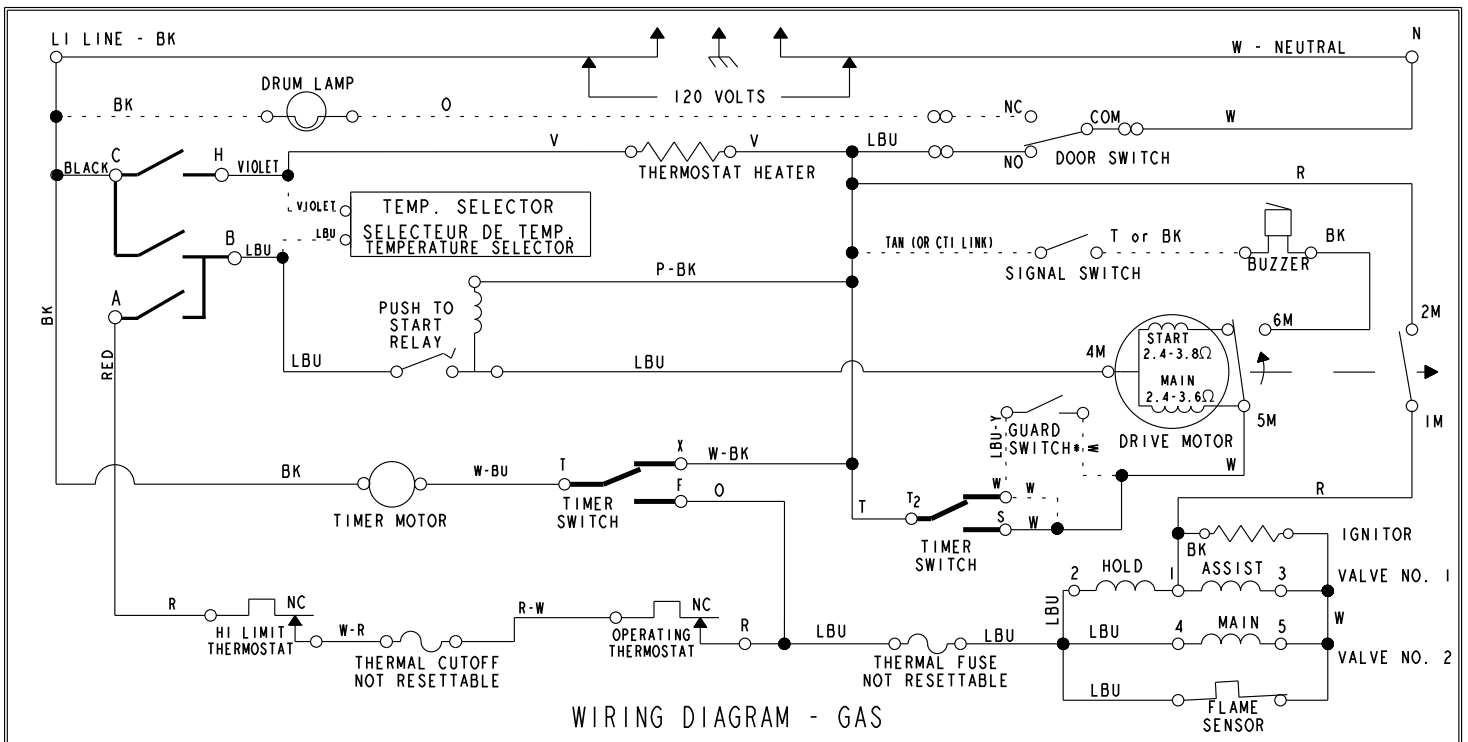 LI LINE - BK
N
W - NEUTRAL
120 VOLTS
DRUM LAMP
BK
O
NC
COM
W
BLACK
C
H
VIOLET
V
V
LBU
NO
DOOR SWITCH
THERMOSTAT HEATER
R
VIOLET
TEMP. SELECTOR
LBU
SELECTEUR DE TEMP.
TEMPERATURE SELECTOR
B
LBU
TAN (OR CTI LINK)
T or BK
BK
SIGNAL SWITCH
BUZZER
P-BK
A
BK
PUSH TO
START
RELAY
6M
2M
RED
LBU
LBU
4M
START
2.4-3.8Ω
MAIN
2.4-3.6Ω
5M
1M
DRIVE MOTOR
LBU-Y
GUARD
SWITCH*
BK
W-BU
T
X
W-BK
W
TIMER MOTOR
TIMER
SWITCH
F
O
T
T2
W
W
S
W
TIMER
SWITCH
R
BK
IGNITOR
2
HOLD
1
ASSIST
3
VALVE NO. 1
R
HI LIMIT
THERMOSTAT
NC
W-R
THERMAL CUTOFF
NOT RESETTABLE
R-W
OPERATING
THERMOSTAT
NC
R
LBU
THERMAL FUSE
NOT RESETTABLE
LBU
LBU
LBU
4
MAIN
5
W
VALVE NO. 2
LBU
FLAME
SENSOR
WIRING DIAGRAM - GAS